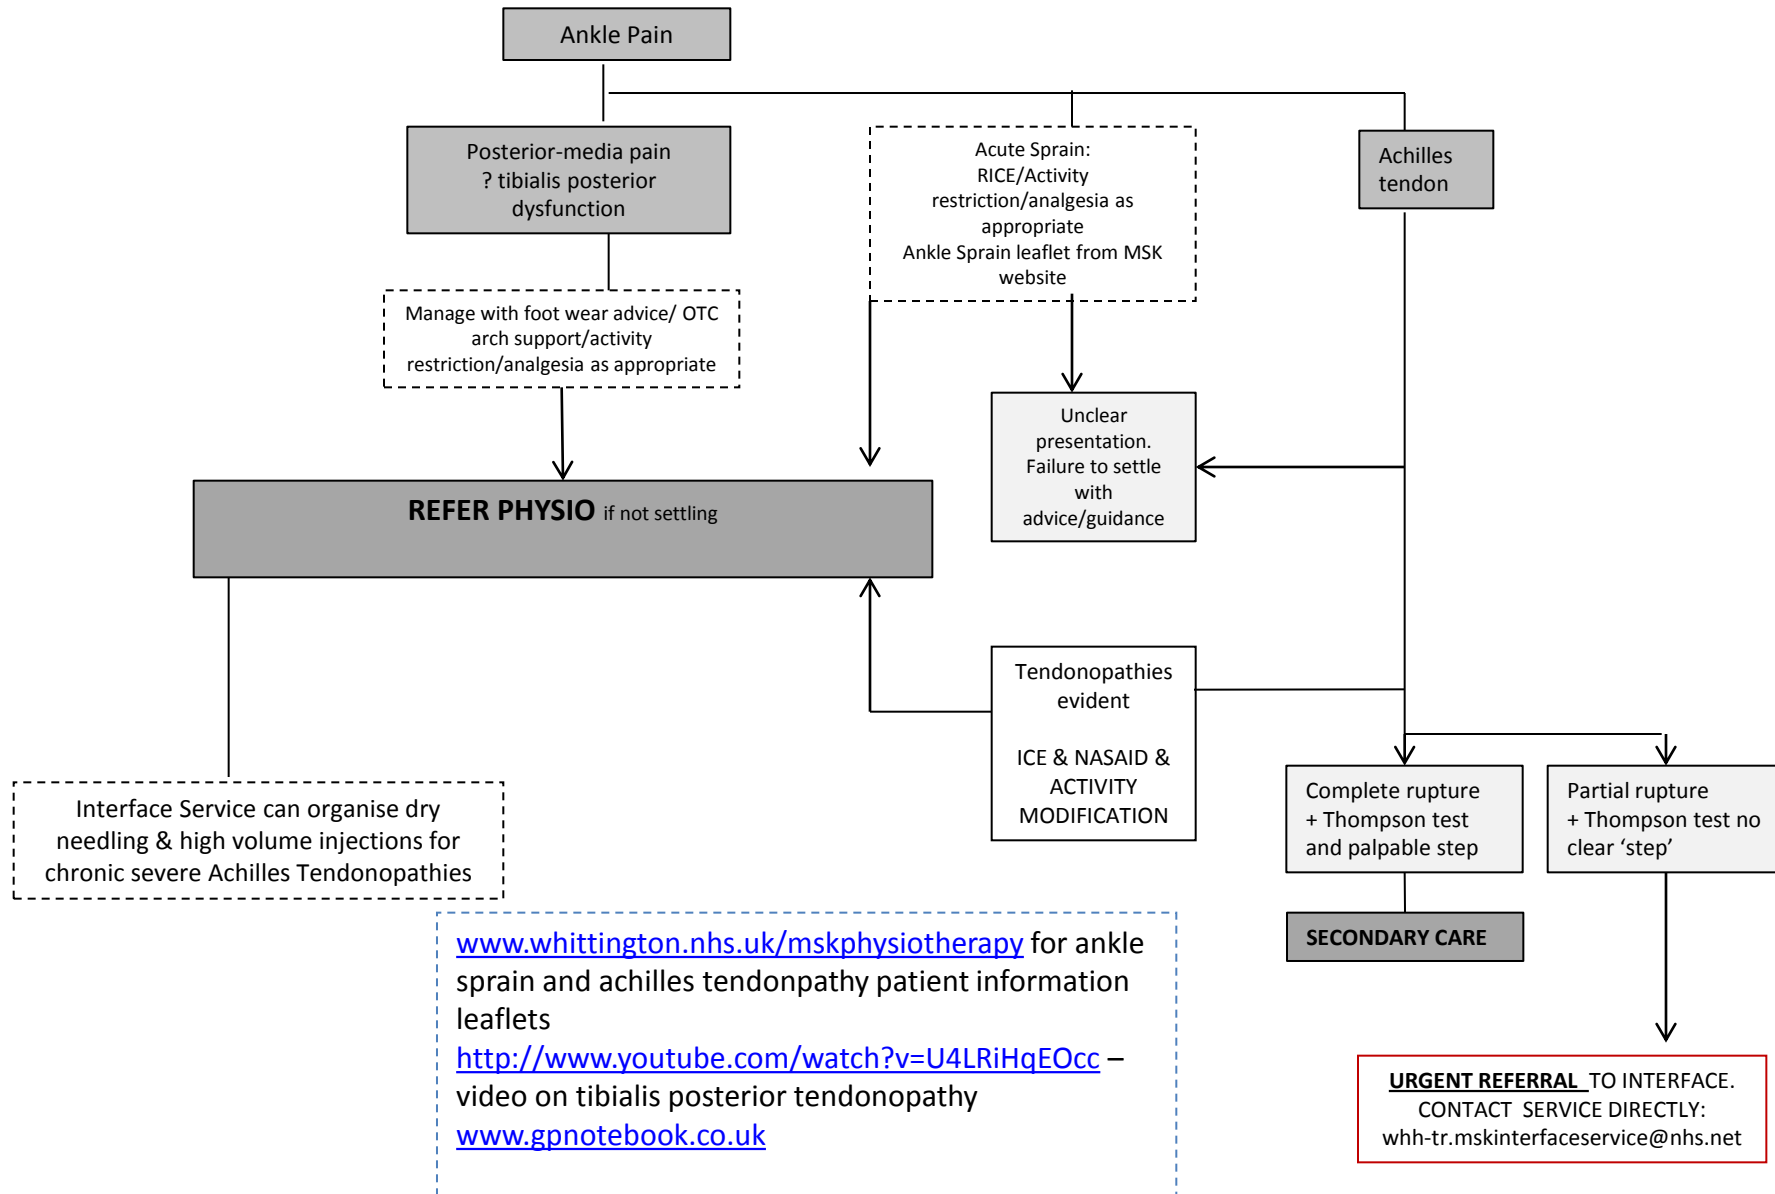 Ankle Pain
Posterior-media pain
? tibialis posterior
dysfunction
Acute Sprain:
RICE/Activity
restriction/analgesia as
appropriate
Ankle Sprain leaflet from MSK
website
Achilles
tendon
Manage with foot wear advice/ OTC
arch support/activity
restriction/analgesia as appropriate
Unclear
presentation.
Failure to settle
with
advice/guidance
REFER PHYSIO if not settling
Tendonopathies
evident
ICE & NASAID &
ACTIVITY
MODIFICATION
Complete rupture
+ Thompson test
and palpable step
Partial rupture
+ Thompson test no
clear ‘step’
Interface Service can organise dry
needling & high volume injections for
chronic severe Achilles Tendonopathies
SECONDARY CARE
www.whittington.nhs.uk/mskphysiotherapy for ankle
sprain and achilles tendonpathy patient information
leaflets
http://www.youtube.com/watch?v=U4LRiHqEOcc –
video on tibialis posterior tendonopathy
www.gpnotebook.co.uk
URGENT REFERRAL TO INTERFACE.
CONTACT SERVICE DIRECTLY:
whh-tr.mskinterfaceservice@nhs.net